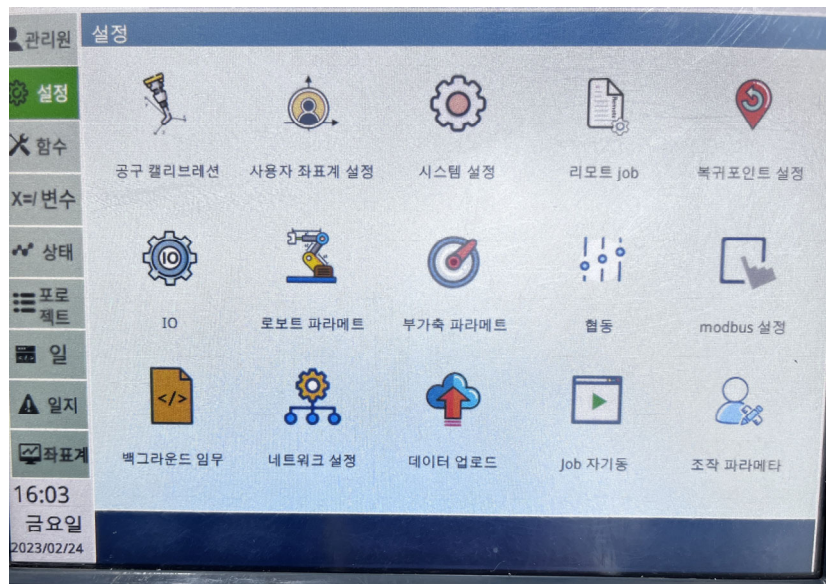 관리원
설정
설정
함수
X=/ 변수
상태
포로
젝트
일
일지
좌표계
16:03
금요일
2023/02/24
공구 캘리브레션
사용자 좌표계 설정
시스템 설정
리모트 job
복귀포인트 설정
IO
IO
로보트 파라메트
부가축 파라메트
협동
modbus 설정
</>
백그라운드 임무
네트워크 설정
데이터 업로드
Job 자기동
조작 파라메타